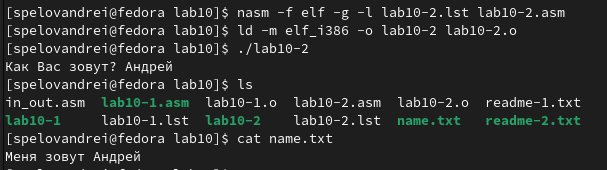 [spelovandrei@fedora lab10]$ nasm -f elf -g -l lab10-2.lst lab10-2.asm
[spelovandrei@fedora lab10]$ ld -m elf_i386 -o lab10-2 lab10-2.o
[spelovandrei@fedora lab10]$ ./lab10-2
Как Вас зовут? Андрей
[spelovandrei@fedora lab10]$ ls
in_out.asm  lab10-1.asm  lab10-1.o  lab10-2.asm  lab10-2.o  readme-1.txt
lab10-1  lab10-1.lst  lab10-2  lab10-2.lst  name.txt  readme-2.txt
[spelovandrei@fedora lab10]$ cat name.txt
Меня зовут Андрей